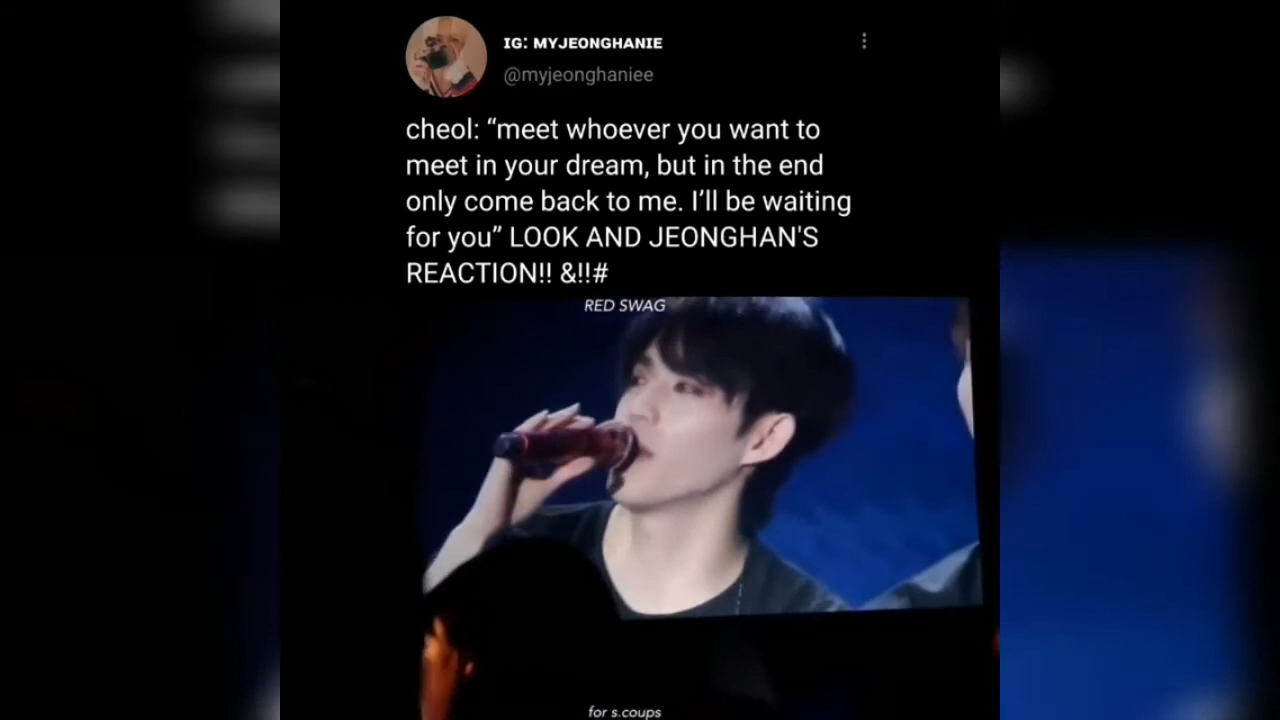 IG: MYJEONGHANIE
@myjeonghaniee
cheol: “meet whoever you want to
meet in your dream, but in the end
only come back to me. I’ll be waiting
for you” LOOK AND JEONGHAN'S
REACTION!! &!!#
RED SWAG
for s.coups